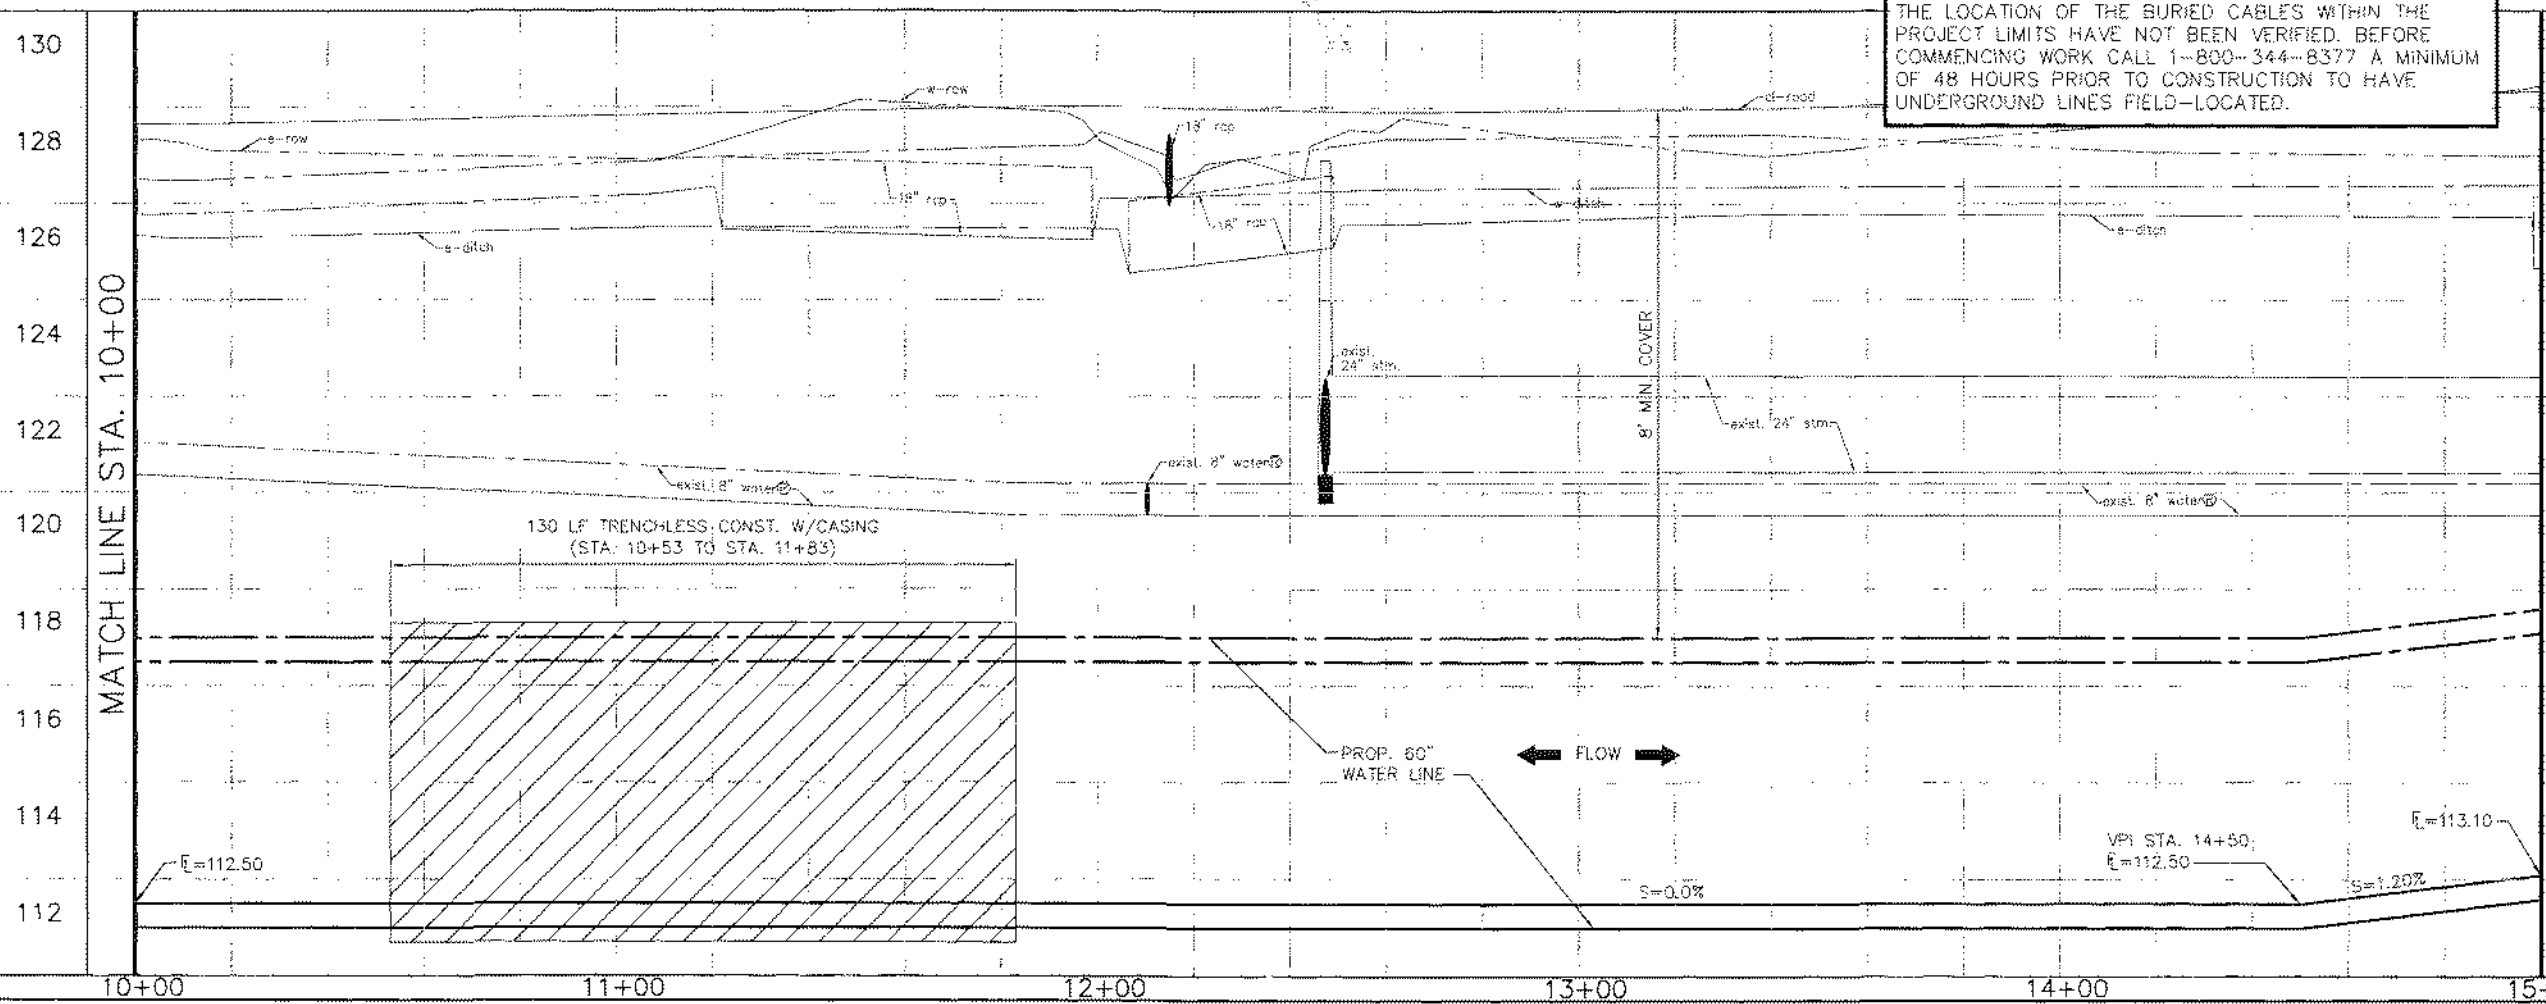 THE LOCATION OF THE BURIED CABLES WITHIN THE
PROJECT LIMITS HAVE NOT BEEN VERIFIED. BEFORE
COMMENCING WORK CALL 1-800-344-8377 A MINIMUM
OF 48 HOURS PRIOR TO CONSTRUCTION TO HAVE
UNDERGROUND LINES FIELD-LOCATED.
130
128
126
124
122
120
118
116
114
112
MATCH LINE STA. 10+00
w-row
e-row
18" rcp
18" rcp
18" rcp
e-ditch
w-ditch
e-ditch
exist.
24" stm.
8' MIN. COVER
exist. 24" stm
exist. 8" water
exist. 8" water
exist. 8" water
130 LF TRENCHLESS CONST. W/CASING
(STA. 10+53 TO STA. 11+83)
PROP. 60"
WATER LINE
FLOW
℄=112.50
S=0.0%
VPI STA. 14+50
℄=112.50
S=1.20%
℄=113.10
10+00
11+00
12+00
13+00
14+00
15